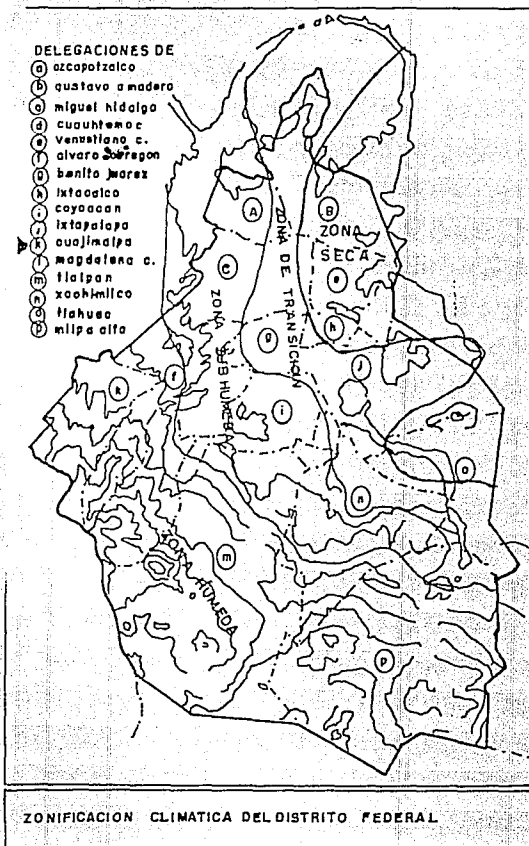 DELEGACIONES DE
a azcapotzalco
b gustavo a madero
c miguel hidalgo
d cuauhtemoc
e venustiano c.
f alvaro obregon
g benito juarez
h ixtacalco
i coyoacan
j ixtapalapa
k cuajimalpa
l magdalena c.
m tlalpan
n xochimilco
o tlahuac
p milpa alta
A
B
ZONA
SECA
ZONA DE TRANSICION
e
h
g
j
ZONA SUB HUMEDA
k
f
i
n
ZONA HUMEDA
m
p
ZONIFICACION CLIMATICA DEL DISTRITO FEDERAL